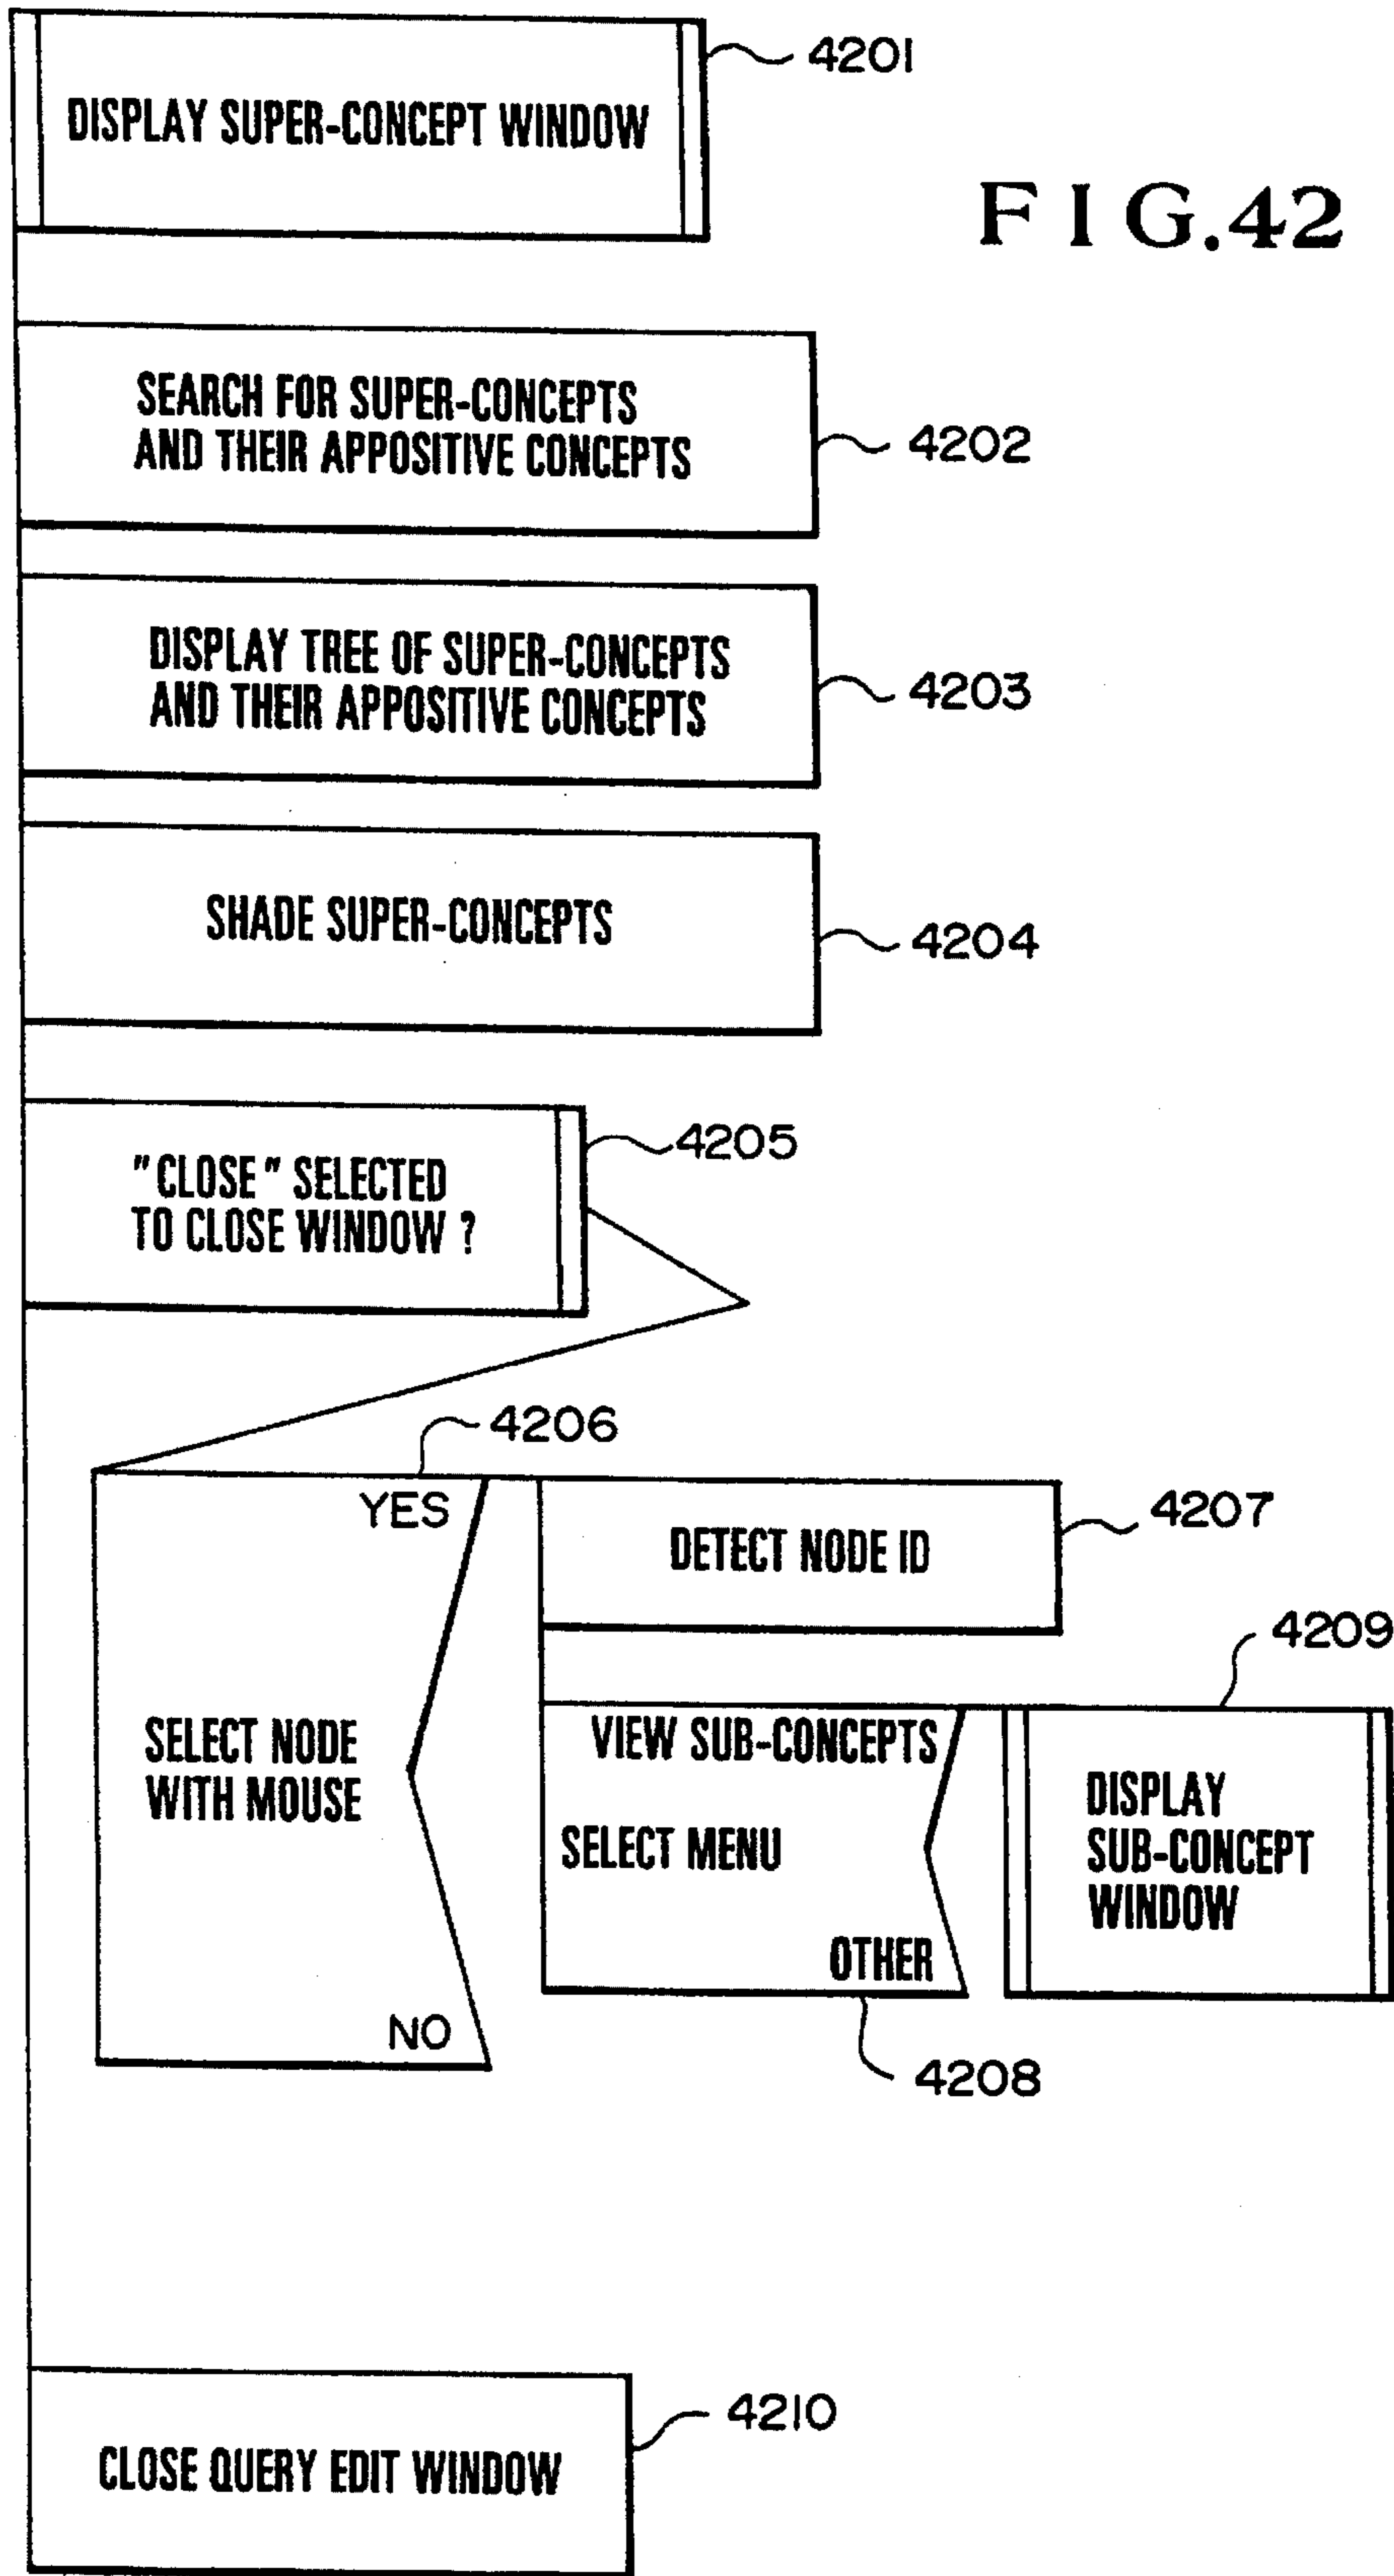 4201
DISPLAY SUPER-CONCEPT WINDOW
F I G.42
SEARCH FOR SUPER-CONCEPTS
AND THEIR APPOSITIVE CONCEPTS
4202
DISPLAY TREE OF SUPER-CONCEPTS
AND THEIR APPOSITIVE CONCEPTS
4203
SHADE SUPER-CONCEPTS
4204
4205
"CLOSE" SELECTED
TO CLOSE WINDOW ?
4206
YES
4207
DETECT NODE ID
4209
SELECT NODE
WITH MOUSE
VIEW SUB-CONCEPTS
SELECT MENU
OTHER
DISPLAY
SUB-CONCEPT
WINDOW
NO
4208
4210
CLOSE QUERY EDIT WINDOW